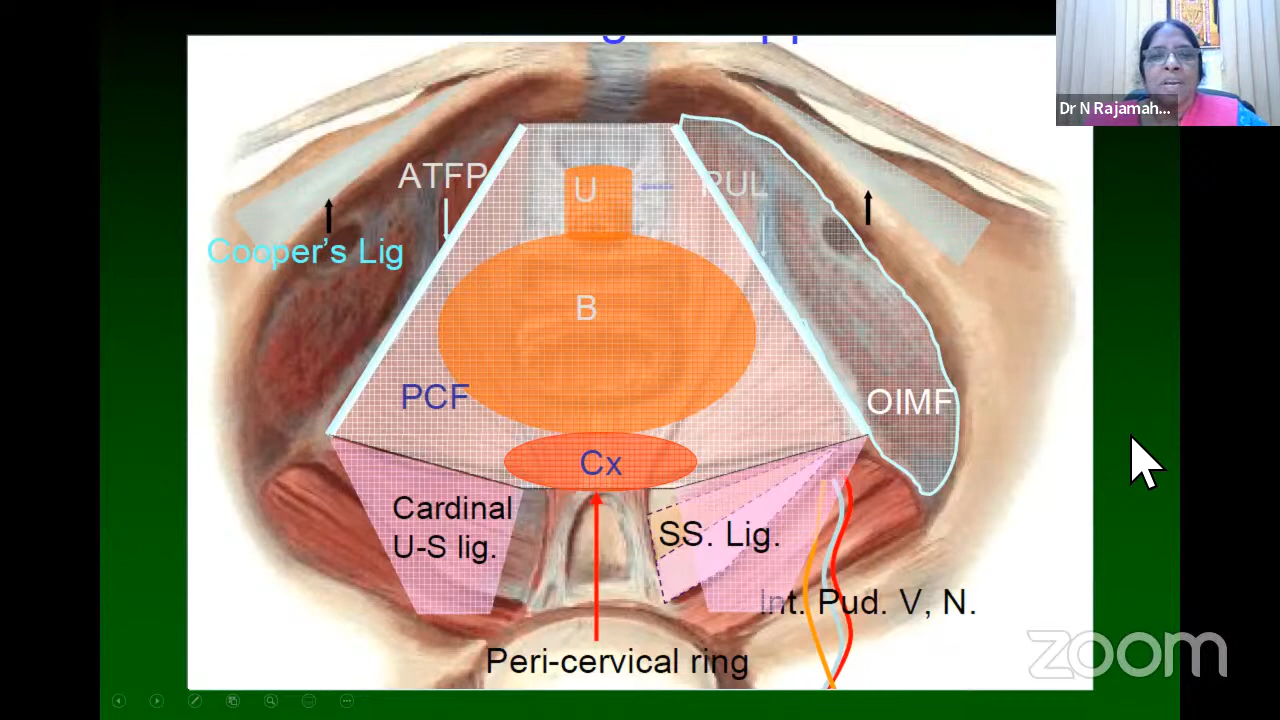 Dr N Rajamah...
ATFP
U
PUL
Cooper's Lig
B
PCF
OIMF
Cx
Cardinal
U-S lig.
SS. Lig.
Int. Pud. V, N.
Peri-cervical ring
zoom